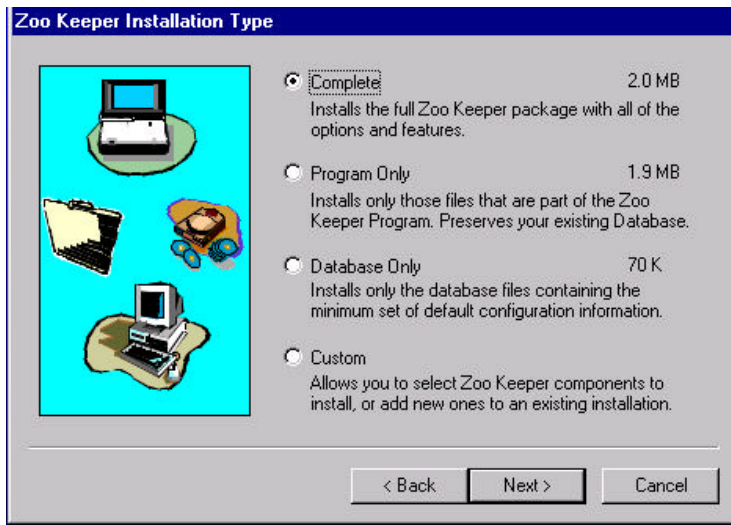 Zoo Keeper Installation Type
Complete 2.0 MB
Installs the full Zoo Keeper package with all of the
options and features.
Program Only 1.9 MB
Installs only those files that are part of the Zoo
Keeper Program. Preserves your existing Database.
Database Only 70 K
Installs only the database files containing the
minimum set of default configuration information.
Custom
Allows you to select Zoo Keeper components to
install, or add new ones to an existing installation.
< Back Next > Cancel